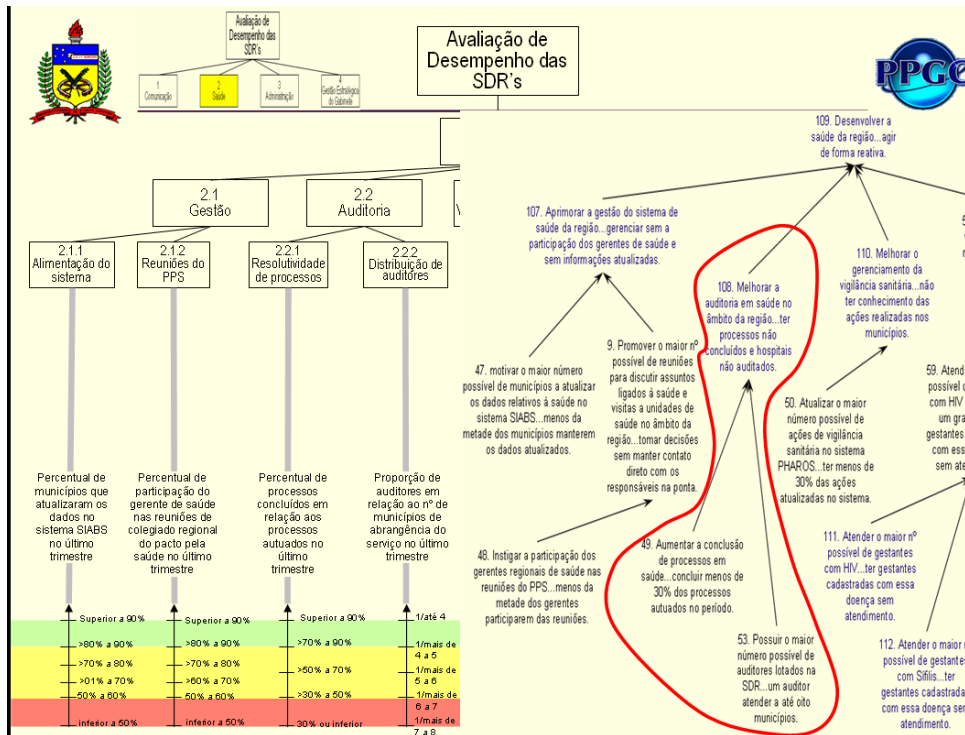 Avaliação de
Desempenho das
SDR's
1
Comunicação
2
Saúde
3
Administração
4
Gestão Estratégica
do Gabinete
Avaliação de
Desempenho das
SDR's
PPGC
2.1
Gestão
2.2
Auditoria
2.1.1
Alimentação do
sistema
2.1.2
Reuniões do
PPS
2.2.1
Resolutividade
de processos
2.2.2
Distribuição de
auditores
Percentual de
municípios que
atualizaram os
dados no
sistema SIABS
no último
trimestre
Percentual de
participação do
gerente de saúde
nas reuniões de
colegiado regional
do pacto pela
saúde no último
trimestre
Percentual de
processos
concluídos em
relação aos
processos
autuados no
último
trimestre
Proporção de
auditores em
relação ao nº de
municípios de
abrangência do
serviço no último
trimestre
Superior a 90%
>80% a 90%
>70% a 80%
>01% a 70%
50% a 60%
inferior a 50%
Superior a 90%
>80% a 90%
>70% a 80%
>60% a 70%
50% a 60%
inferior a 50%
Superior a 90%
>70% a 90%
>50% a 70%
>30% a 50%
30% ou inferior
1/até 4
1/mais de
4 a 5
1/mais de
5 a 6
1/mais de
6 a 7
1/mais de
7 a 8
109. Desenvolver a
saúde da região...agir
de forma reativa.
107. Aprimorar a gestão do sistema de
saúde da região...gerenciar sem a
participação dos gerentes de saúde e
sem informações atualizadas.
108. Melhorar a
auditoria em saúde no
âmbito da região...ter
processos não
concluídos e hospitais
não auditados.
110. Melhorar o
gerenciamento da
vigilância sanitária...não
ter conhecimento das
ações realizadas nos
municípios.
47. motivar o maior número
possível de municípios a atualizar
os dados relativos à saúde no
sistema SIABS...menos da
metade dos municípios manterem
os dados atualizados.
9. Promover o maior nº
possível de reuniões
para discutir assuntos
ligados à saúde e
visitas a unidades de
saúde no âmbito da
região...tomar decisões
sem manter contato
direto com os
responsáveis na ponta.
50. Atualizar o maior
número possível de
ações de vigilância
sanitária no sistema
PHAROS...ter menos de
30% das ações
atualizadas no sistema.
59. Atend
possível
com HIV
um gra
gestantes
com ess
sem ate
48. Instigar a participação dos
gerentes regionais de saúde nas
reuniões do PPS...menos da
metade dos gerentes
participarem das reuniões.
49. Aumentar a conclusão
de processos em
saúde...concluir menos de
30% dos processos
autuados no período.
53. Possuir o maior
número possível de
auditores lotados na
SDR...um auditor
atender a até oito
municípios.
111. Atender o maior nº
possível de gestantes
com HIV...ter gestantes
cadastradas com essa
doença sem
atendimento.
112. Atender o maior
possível de gestantes
com Sífilis...ter
gestantes cadastrada
com essa doença sem
atendimento.